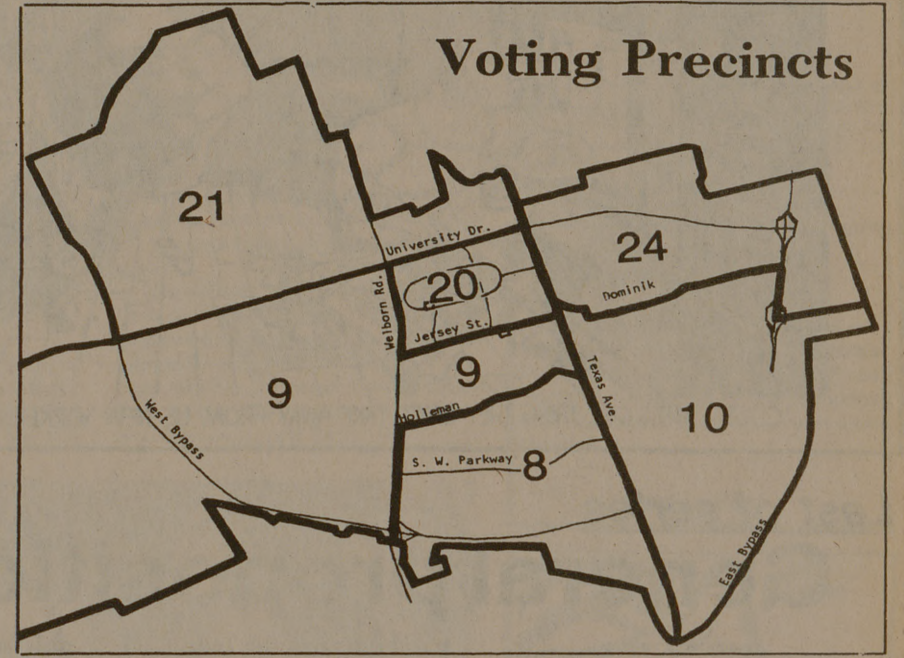 Voting Precincts
21
University Dr.
24
20
Welborn Rd.
Dominik
Jersey St.
9
9
Texas Ave.
West Bypass
Holleman
10
S. W. Parkway
8
East Bypass